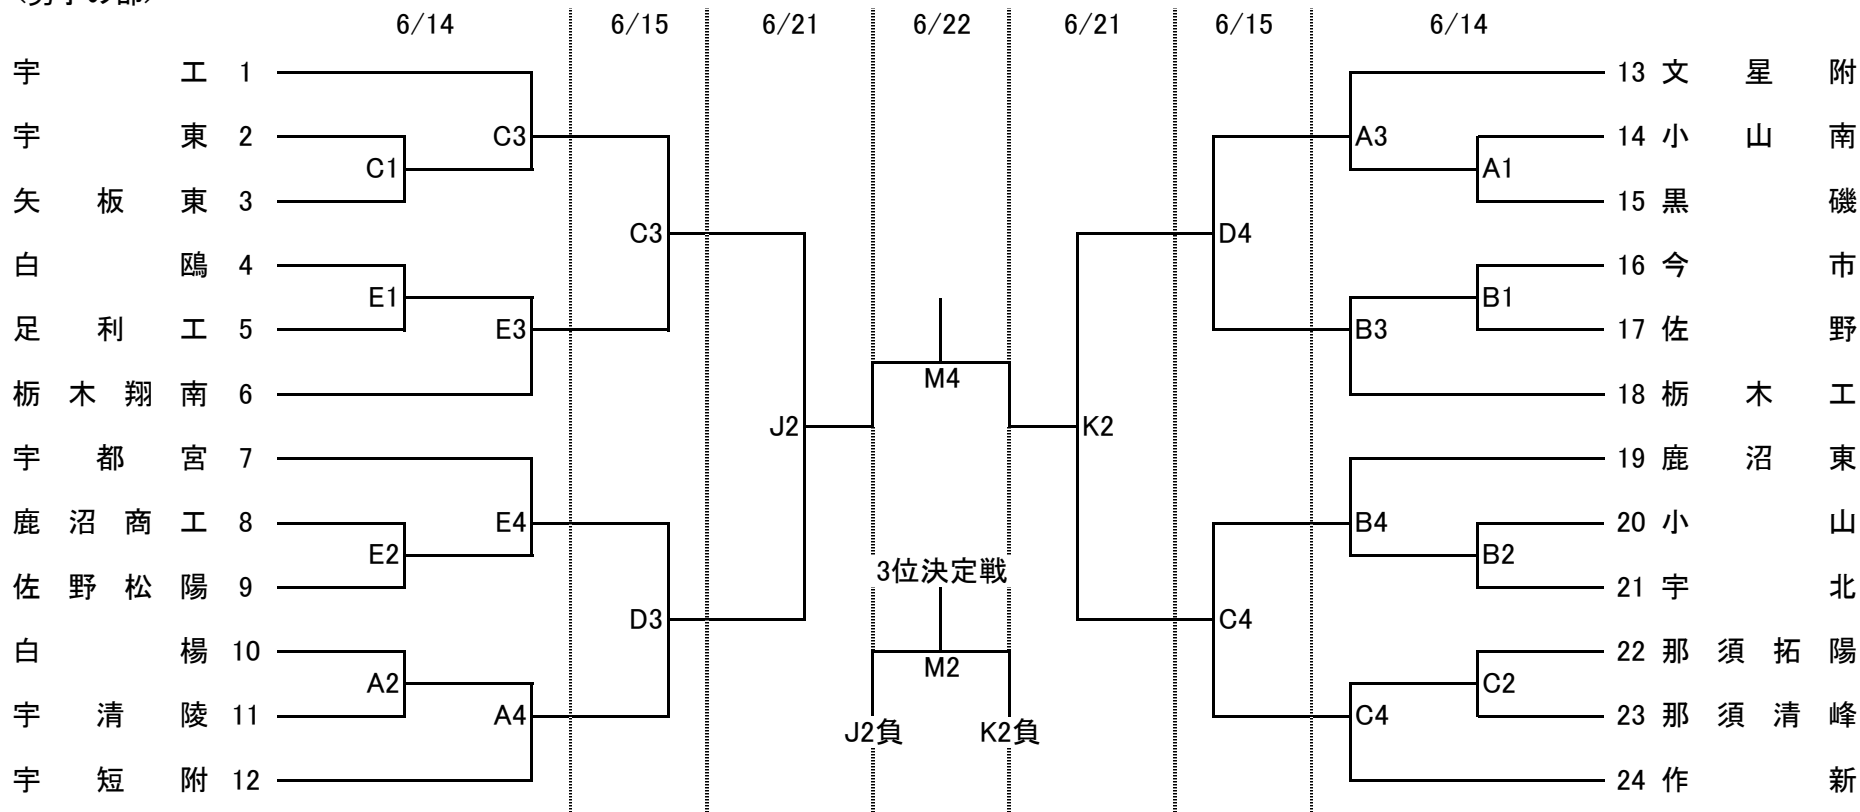 6/14 6/15 6/21 6/22 6/21 6/15 6/14
宇工 1 13 文星附
宇東 2 C3 A3 14 小山南
C1 A1
矢板東 3 15 黒磯
C3 D4
白鴎 4 16 今市
E1 B1
足利工 5 E3 B3 17 佐野
M4
栃木翔南 6 18 栃木工
J2 K2
宇都宮 7 19 鹿沼東
鹿沼商工 8 E4 B4 20 小山
E2 B2
3位決定戦
佐野松陽 9 21 宇北
D3 C4
白楊 10 22 那須拓陽
M2
A2 C2
宇清陵 11 A4 C4 23 那須清峰
J2負 K2負
宇短附 12 24 作新